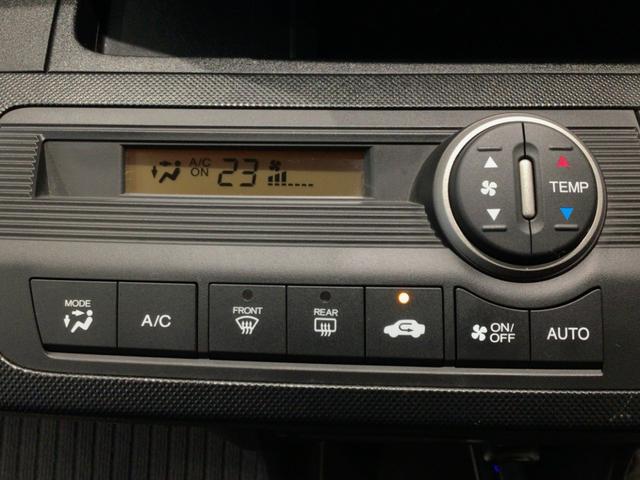 A/C
ON 23
TEMP
MODE
A/C
FRONT
REAR
ON/
OFF
AUTO